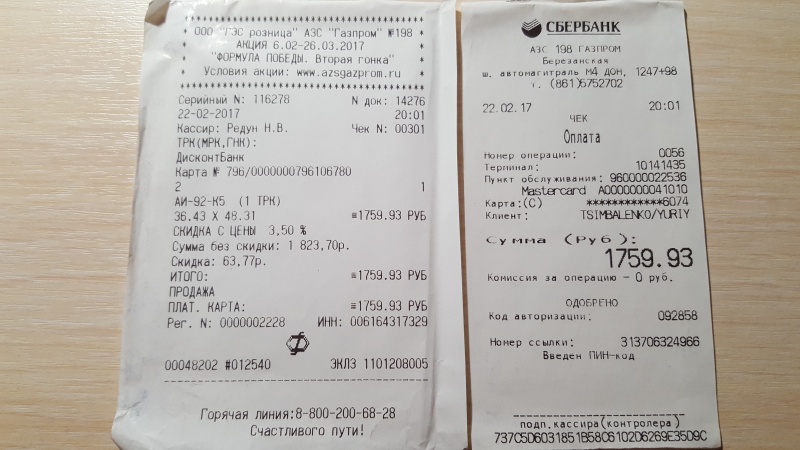 ООО "ГЭС розница" АЗС "Газпром" №198
АКЦИЯ 6.02-26.03.2017
"ФОРМУЛА ПОБЕДЫ. Вторая гонка"
Условия акции: www.azsgazprom.ru
Серийный N: 116278 N док: 14276
22-02-2017 20:01
Кассир: Редун Н.В. Чек N: 00301
ТРК(МРК,ГНК):
ДисконтБанк
Карта № 796/0000000796106780
2 1
АИ-92-К5 (1 ТРК)
36.43 X 48.31 =1759.93 РУБ
СКИДКА С ЦЕНЫ 3,50 %
Сумма без скидки: 1 823,70р.
Скидка: 63,77р.
ИТОГО: =1759.93 РУБ
ПРОДАЖА
ПЛАТ. КАРТА: =1759.93 РУБ
Рег. N: 0000002228 ИНН: 006164317329
00048202 #012540 ЭКЛЗ 1101208005
Горячая линия:8-800-200-68-28
Счастливого пути!
СБЕРБАНК
АЗС 198 ГАЗПРОМ
Березанская
ш. автомагитраль М4 ДОН, 1247+98
т. (861)5752702
22.02.17 20:01
ЧЕК
Оплата
Номер операции: 0056
Терминал: 10141435
Пункт обслуживания: 960000022536
Mastercard A0000000041010
Карта:(C) ************6074
Клиент: TSIMBALENKO/YURIY
Сумма (Руб):
1759.93
Комиссия за операцию - 0 руб.
ОДОБРЕНО
Код авторизации: 092858
Номер ссылки: 313706324966
Введен ПИН-код
подп.кассира(контролера)
737C5D6031851B58C6102D6269E35D9C